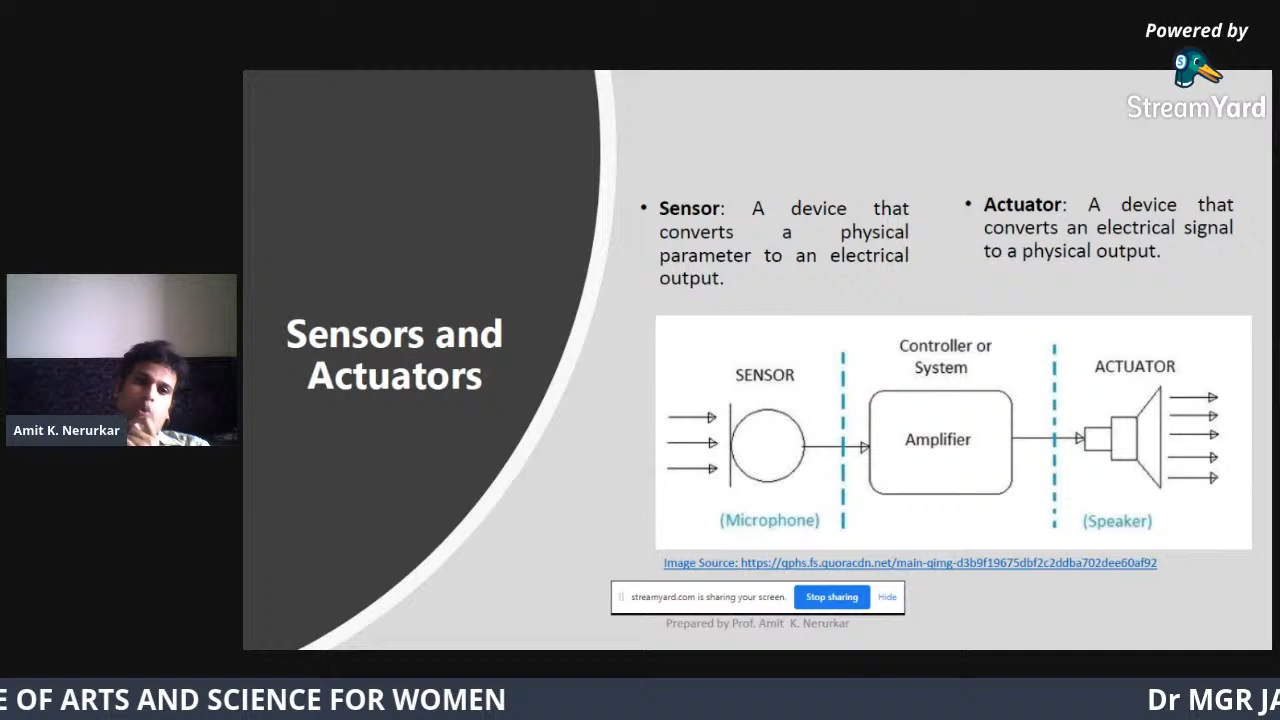 Powered by
StreamYard
• Sensor: A device that
converts a physical
parameter to an electrical
output.
• Actuator: A device that
converts an electrical signal
to a physical output.
Sensors and
Actuators
SENSOR
Controller or
System
ACTUATOR
Amplifier
(Microphone)
(Speaker)
Image Source: https://qphs.fs.quoracdn.net/main-qimg-d3b9f19675dbf2c2ddba702dee60af92
streamyard.com is sharing your screen.
Stop sharing
Hide
Prepared by Prof. Amit K. Nerurkar
Amit K. Nerurkar
E OF ARTS AND SCIENCE FOR WOMEN
Dr MGR JA